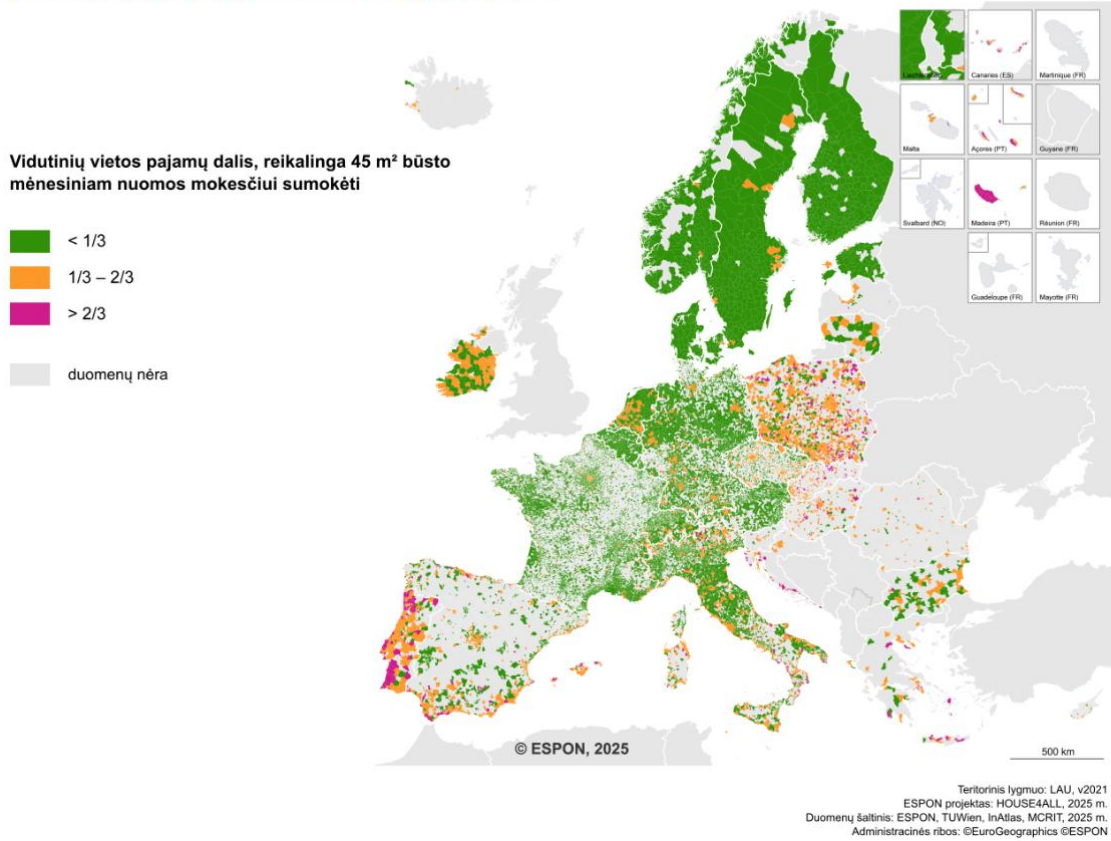 Vidutinių vietos pajamų dalis, reikalinga 45 m² būsto
mėnesiniam nuomos mokesčiui sumokėti
< 1/3
1/3 – 2/3
> 2/3
duomenų nėra
Canarias (ES)
Martinique (FR)
Malta
Açores (PT)
Guyane (FR)
Svalbard (NO)
Madeira (PT)
Réunion (FR)
Guadeloupe (FR)
Mayotte (FR)
© ESPON, 2025
500 km
Teritorinis lygmuo: LAU, v2021
ESPON projektas: HOUSE4ALL, 2025 m.
Duomenų šaltinis: ESPON, TUWien, InAtlas, MCRIT, 2025 m.
Administracinės ribos: ©EuroGeographics ©ESPON